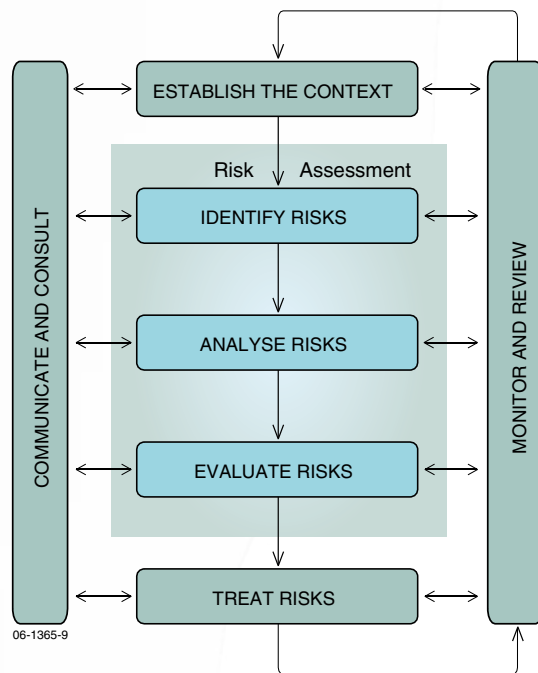 ESTABLISH THE CONTEXT
Risk Assessment
IDENTIFY RISKS
ANALYSE RISKS
EVALUATE RISKS
TREAT RISKS
COMMUNICATE AND CONSULT
MONITOR AND REVIEW
06-1365-9